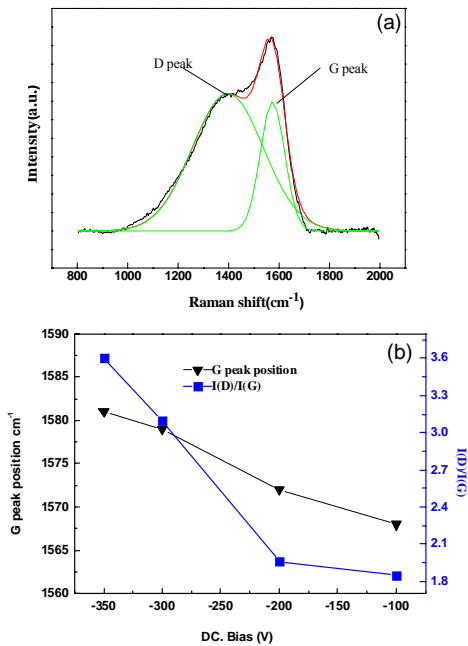 (a)
D peak
G peak
Intensity(a.u.)
800 1000 1200 1400 1600 1800 2000
Raman shift(cm-1)
(b)
G peak position
I(D)/I(G)
1590
1585
1580
1575
1570
1565
1560
G peak position cm-1
3.6
3.3
3.0
2.7
2.4
2.1
1.8
I(D)/I(G)
-350 -300 -250 -200 -150 -100
DC. Bias (V)